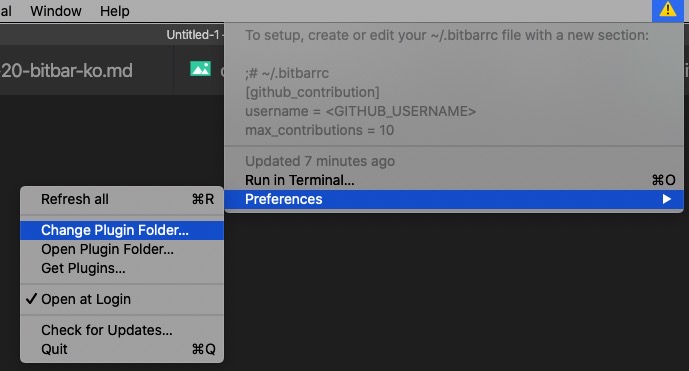 al Window Help
Untitled-1
20-bitbar-ko.md
To setup, create or edit your ~/.bitbarrc file with a new section:
;# ~/.bitbarrc
[github_contribution]
username = <GITHUB_USERNAME>
max_contributions = 10
Updated 7 minutes ago
Run in Terminal... ⌘O
Preferences ▶
Refresh all ⌘R
Change Plugin Folder...
Open Plugin Folder...
Get Plugins...
✓ Open at Login
Check for Updates...
Quit ⌘Q